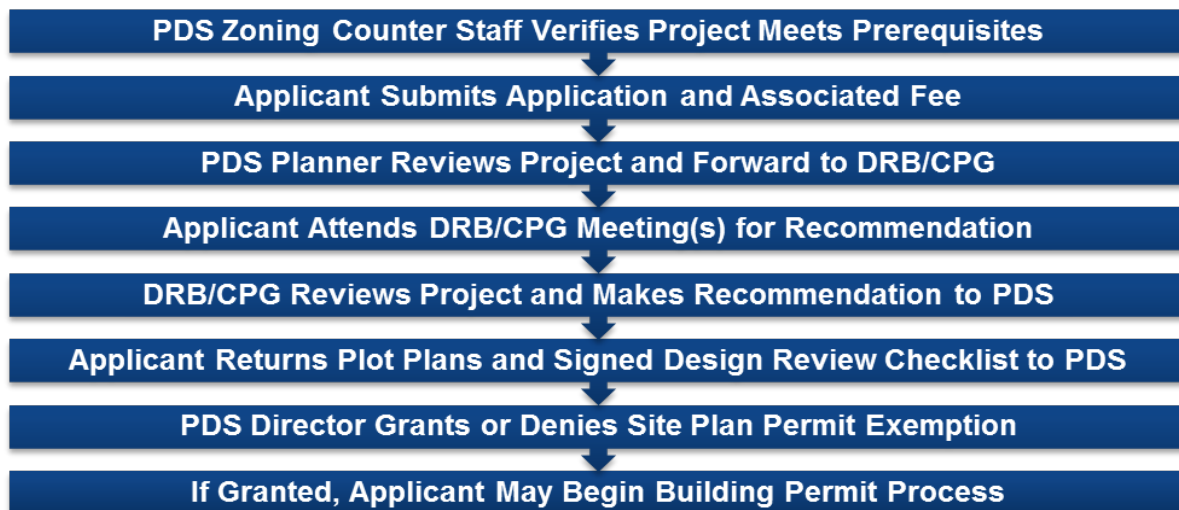 PDS Zoning Counter Staff Verifies Project Meets Prerequisites
Applicant Submits Application and Associated Fee
PDS Planner Reviews Project and Forward to DRB/CPG
Applicant Attends DRB/CPG Meeting(s) for Recommendation
DRB/CPG Reviews Project and Makes Recommendation to PDS
Applicant Returns Plot Plans and Signed Design Review Checklist to PDS
PDS Director Grants or Denies Site Plan Permit Exemption
If Granted, Applicant May Begin Building Permit Process